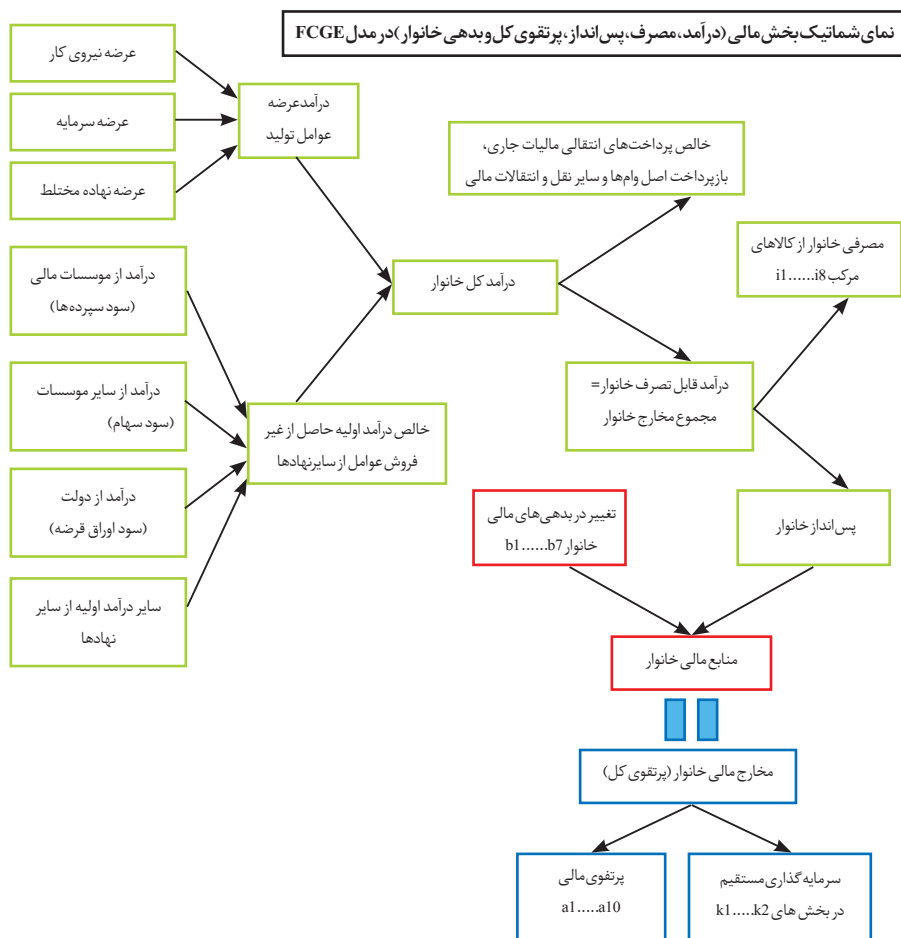 نمای شماتیک بخش مالی (درآمد، مصرف، پس‌انداز، پرتقوی کل و بدهی خانوار) در مدل FCGE
عرضه نیروی کار
عرضه سرمایه
عرضه نهاده مختلط
درآمد عرضه
عوامل تولید
خالص پرداخت‌های انتقالی مالیات جاری،
بازپرداخت اصل وام‌ها و سایر نقل و انتقالات مالی
مصرفی خانوار از کالاهای
مرکب i1......i8
درآمد از موسسات مالی
(سود سپرده‌ها)
درآمد کل خانوار
درآمد از سایر موسسات
(سود سهام)
درآمد قابل تصرف خانوار=
مجموع مخارج خانوار
خالص درآمد اولیه حاصل از غیر
فروش عوامل از سایر نهادها
درآمد از دولت
(سود اوراق قرضه)
تغییر در بدهی‌های مالی
خانوار b1......b7
پس انداز خانوار
سایر درآمد اولیه از سایر
نهادها
منابع مالی خانوار
مخارج مالی خانوار (پرتقوی کل)
پرتفوی مالی
a1.....a10
سرمایه گذاری مستقیم
در بخش های k1.....k2